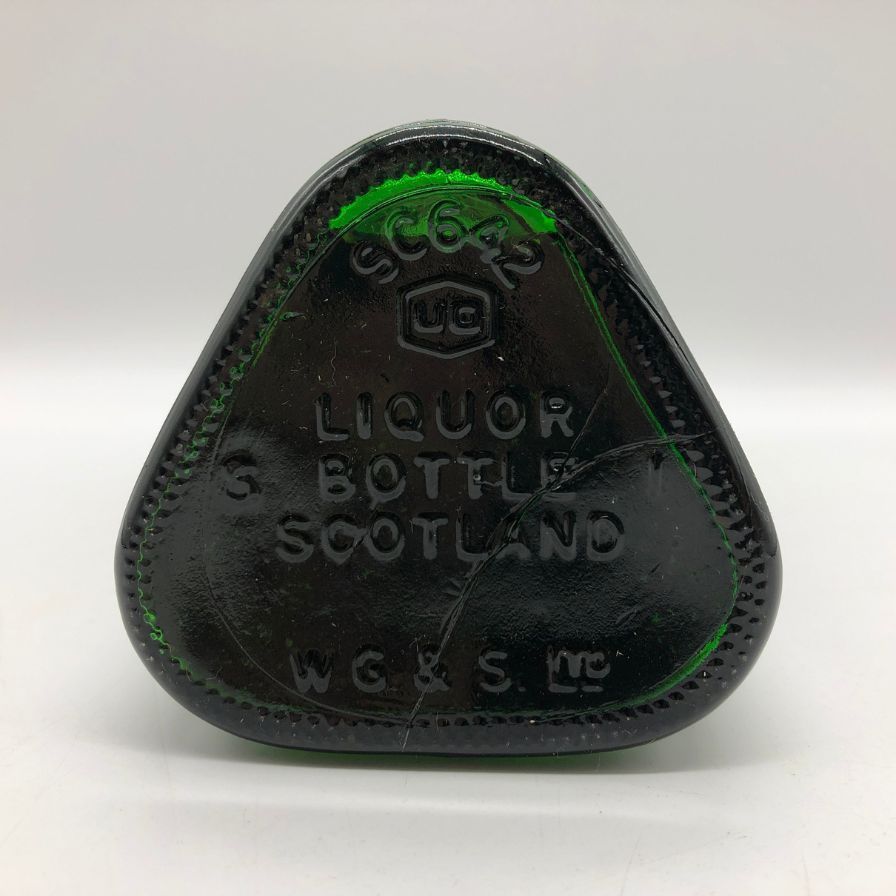 SC642
UG
LIQUOR
S BOTTLE 1
SCOTLAND
W. G. & S. LTD